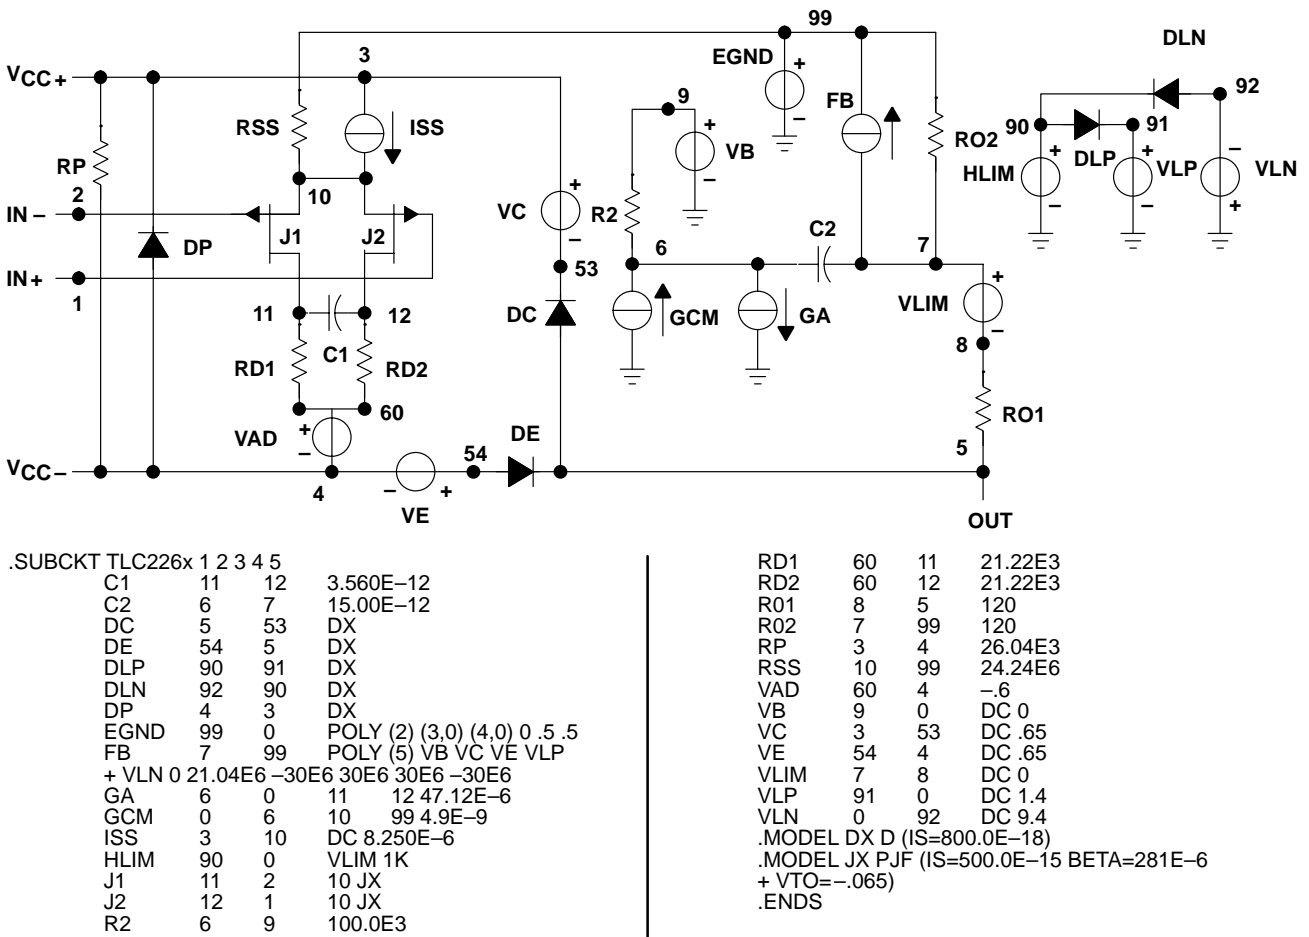 99
DLN
3
EGND
+
VCC+
9
+
92
FB
RSS
ISS
RO2
90
91
–
VB
+
+
RP
–
HLIM
DLP
VLP
VLN
10
2
+
–
–
+
IN –
VC
R2
C2
–
J1
J2
6
7
DP
IN+
53
+
1
VLIM
11
12
DC
GCM
GA
–
C1
8
RD1
RD2
60
RO1
+
VAD
DE
–
54
5
VCC–
4
–
+
VE
OUT
.SUBCKT TLC226x 1 2 3 4 5
C1 11 12 3.560E–12
C2 6 7 15.00E–12
DC 5 53 DX
DE 54 5 DX
DLP 90 91 DX
DLN 92 90 DX
DP 4 3 DX
EGND 99 0 POLY (2) (3,0) (4,0) 0 .5 .5
FB 7 99 POLY (5) VB VC VE VLP
+ VLN 0 21.04E6 –30E6 30E6 30E6 –30E6
GA 6 0 11 12 47.12E–6
GCM 0 6 10 99 4.9E–9
ISS 3 10 DC 8.250E–6
HLIM 90 0 VLIM 1K
J1 11 2 10 JX
J2 12 1 10 JX
R2 6 9 100.0E3
RD1 60 11 21.22E3
RD2 60 12 21.22E3
R01 8 5 120
R02 7 99 120
RP 3 4 26.04E3
RSS 10 99 24.24E6
VAD 60 4 –.6
VB 9 0 DC 0
VC 3 53 DC .65
VE 54 4 DC .65
VLIM 7 8 DC 0
VLP 91 0 DC 1.4
VLN 0 92 DC 9.4
.MODEL DX D (IS=800.0E–18)
.MODEL JX PJF (IS=500.0E–15 BETA=281E–6
+ VTO=–.065)
.ENDS